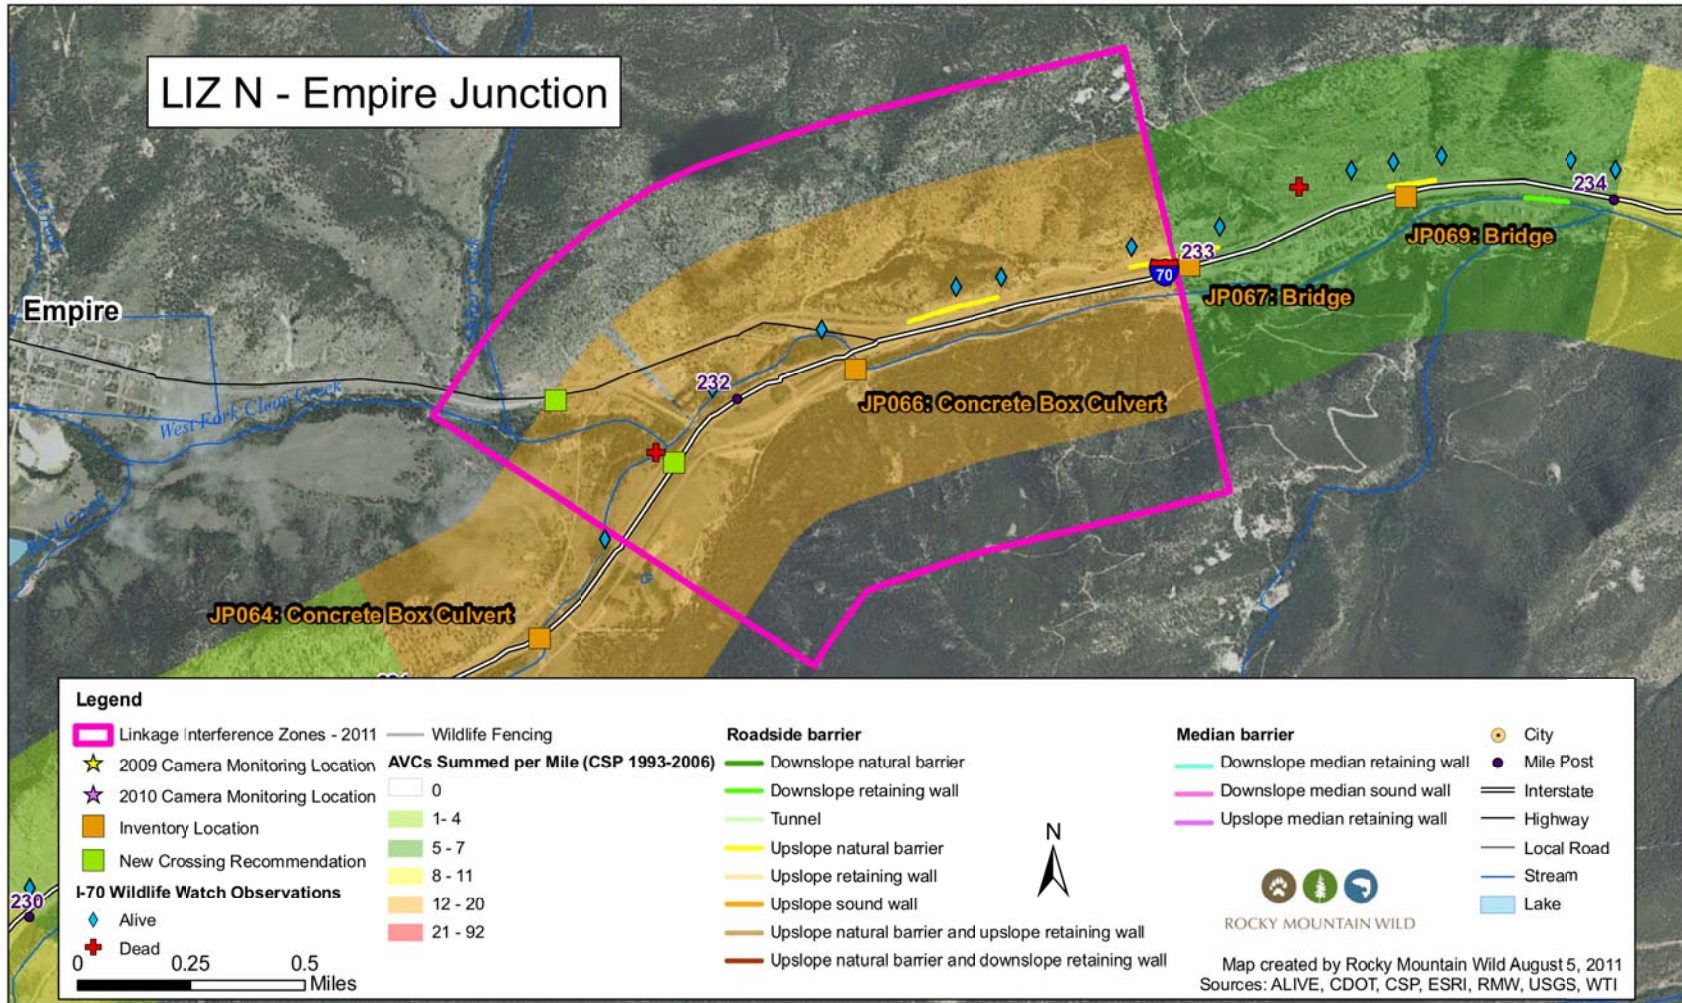 LIZ N - Empire Junction
234
JP069: Bridge
233
70
JP067: Bridge
Empire
West Fork Clear Creek
232
JP066: Concrete Box Culvert
JP064: Concrete Box Culvert
230
Legend
Linkage Interference Zones - 2011
2009 Camera Monitoring Location
2010 Camera Monitoring Location
Inventory Location
New Crossing Recommendation
I-70 Wildlife Watch Observations
Alive
Dead
0 0.25 0.5
Miles
Wildlife Fencing
AVCs Summed per Mile (CSP 1993-2006)
0
1- 4
5 - 7
8 - 11
12 - 20
21 - 92
Roadside barrier
Downslope natural barrier
Downslope retaining wall
Tunnel
Upslope natural barrier
Upslope retaining wall
Upslope sound wall
Upslope natural barrier and upslope retaining wall
Upslope natural barrier and downslope retaining wall
N
Median barrier
Downslope median retaining wall
Downslope median sound wall
Upslope median retaining wall
City
Mile Post
Interstate
Highway
Local Road
Stream
Lake
ROCKY MOUNTAIN WILD
Map created by Rocky Mountain Wild August 5, 2011
Sources: ALIVE, CDOT, CSP, ESRI, RMW, USGS, WTI